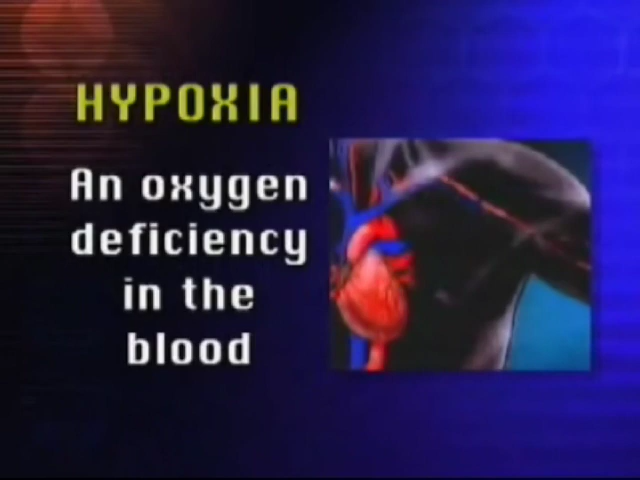 HYPOXIA
An oxygen
deficiency
in the
blood